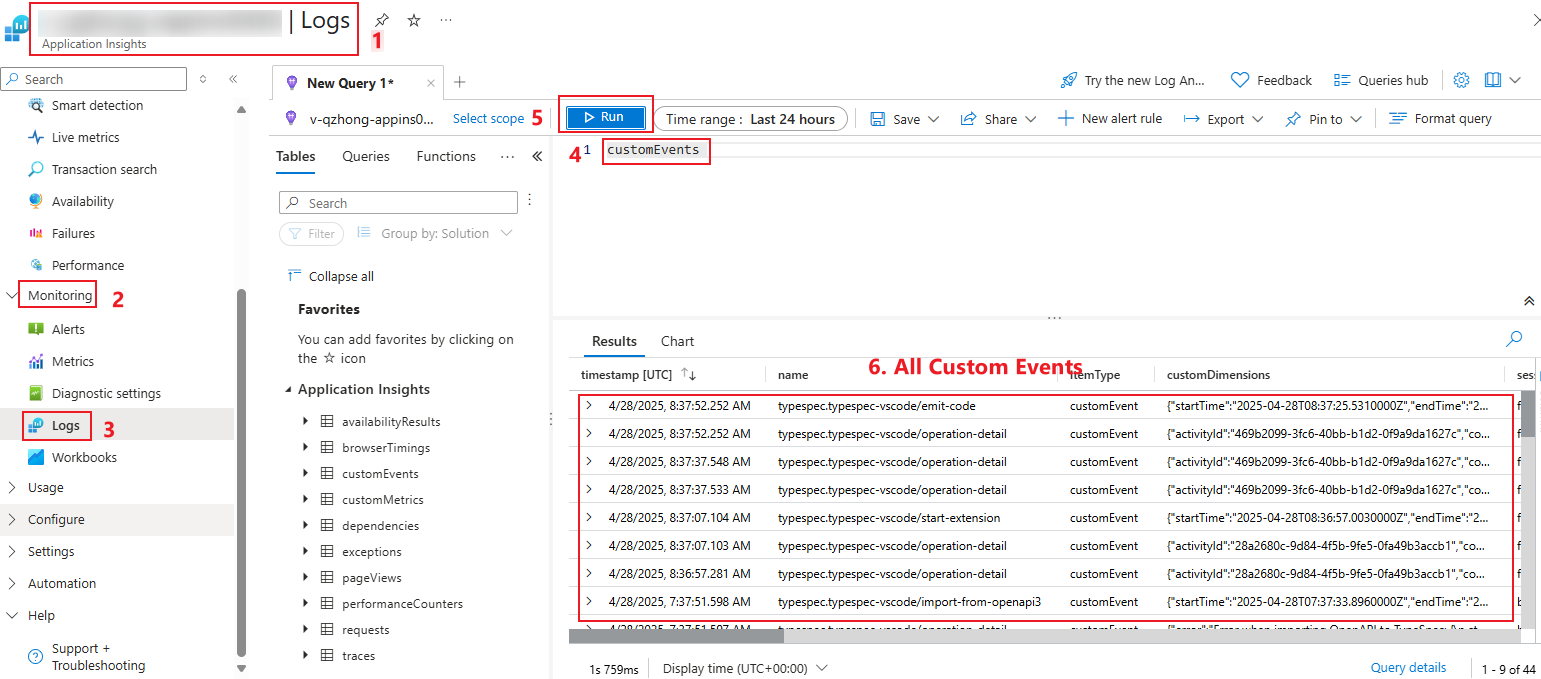 | Logs
Application Insights
1
Search
Smart detection
Live metrics
Transaction search
Availability
Failures
Performance
Monitoring
2
Alerts
Metrics
Diagnostic settings
Logs
3
Workbooks
Usage
Configure
Settings
Automation
Help
Support +
Troubleshooting
New Query 1*
Try the new Log An...
Feedback
Queries hub
v-qzhong-appins0...
Select scope
5
Run
Time range : Last 24 hours
Save
Share
New alert rule
Export
Pin to
Format query
Tables
Queries
Functions
Search
Filter
Group by: Solution
Collapse all
Favorites
You can add favorites by clicking on
the ☆ icon
Application Insights
availabilityResults
browserTimings
customEvents
customMetrics
dependencies
exceptions
pageViews
performanceCounters
requests
traces
4
1 customEvents
Results
Chart
6. All Custom Events
timestamp [UTC] name itemType customDimensions ses
4/28/2025, 8:37:52.252 AM typespec.typespec-vscode/emit-code customEvent {"startTime":"2025-04-28T08:37:25.5310000Z","endTime":"2...
4/28/2025, 8:37:52.252 AM typespec.typespec-vscode/operation-detail customEvent {"activityId":"469b2099-3fc6-40bb-b1d2-0f9a9da1627c","co...
4/28/2025, 8:37:37.548 AM typespec.typespec-vscode/operation-detail customEvent {"activityId":"469b2099-3fc6-40bb-b1d2-0f9a9da1627c","co...
4/28/2025, 8:37:37.533 AM typespec.typespec-vscode/operation-detail customEvent {"activityId":"469b2099-3fc6-40bb-b1d2-0f9a9da1627c","co...
4/28/2025, 8:37:07.104 AM typespec.typespec-vscode/start-extension customEvent {"startTime":"2025-04-28T08:36:57.0030000Z","endTime":"2...
4/28/2025, 8:37:07.103 AM typespec.typespec-vscode/operation-detail customEvent {"activityId":"28a2680c-9d84-4f5b-9fe5-0fa49b3accb1","co...
4/28/2025, 8:36:57.281 AM typespec.typespec-vscode/operation-detail customEvent {"activityId":"28a2680c-9d84-4f5b-9fe5-0fa49b3accb1","co...
4/28/2025, 7:37:51.598 AM typespec.typespec-vscode/import-from-openapi3 customEvent {"startTime":"2025-04-28T07:37:33.8960000Z","endTime":"2...
4/28/2025, 7:37:51.597 AM typespec.typespec-vscode/operation-detail customEvent
1s 759ms
Display time (UTC+00:00)
Query details
1 - 9 of 44